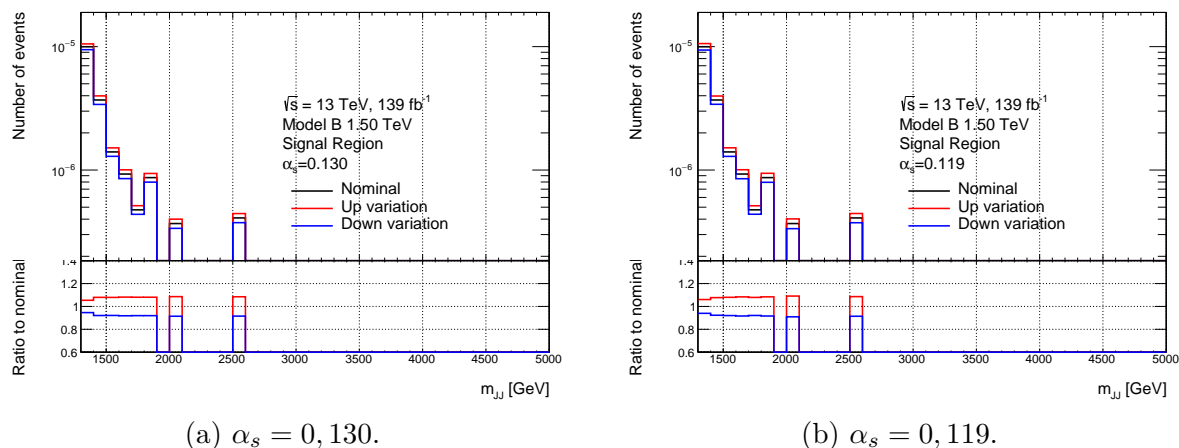 Number of events
10⁻⁵
10⁻⁶
√s = 13 TeV, 139 fb⁻¹
Model B 1.50 TeV
Signal Region
αₛ=0.130
Nominal
Up variation
Down variation
Ratio to nominal
1.4
1.2
1
0.8
0.6
1500 2000 2500 3000 3500 4000 4500 5000
m_JJ [GeV]
(a) αₛ = 0, 130.
Number of events
10⁻⁵
10⁻⁶
√s = 13 TeV, 139 fb⁻¹
Model B 1.50 TeV
Signal Region
αₛ=0.119
Nominal
Up variation
Down variation
Ratio to nominal
1.4
1.2
1
0.8
0.6
1500 2000 2500 3000 3500 4000 4500 5000
m_JJ [GeV]
(b) αₛ = 0, 119.